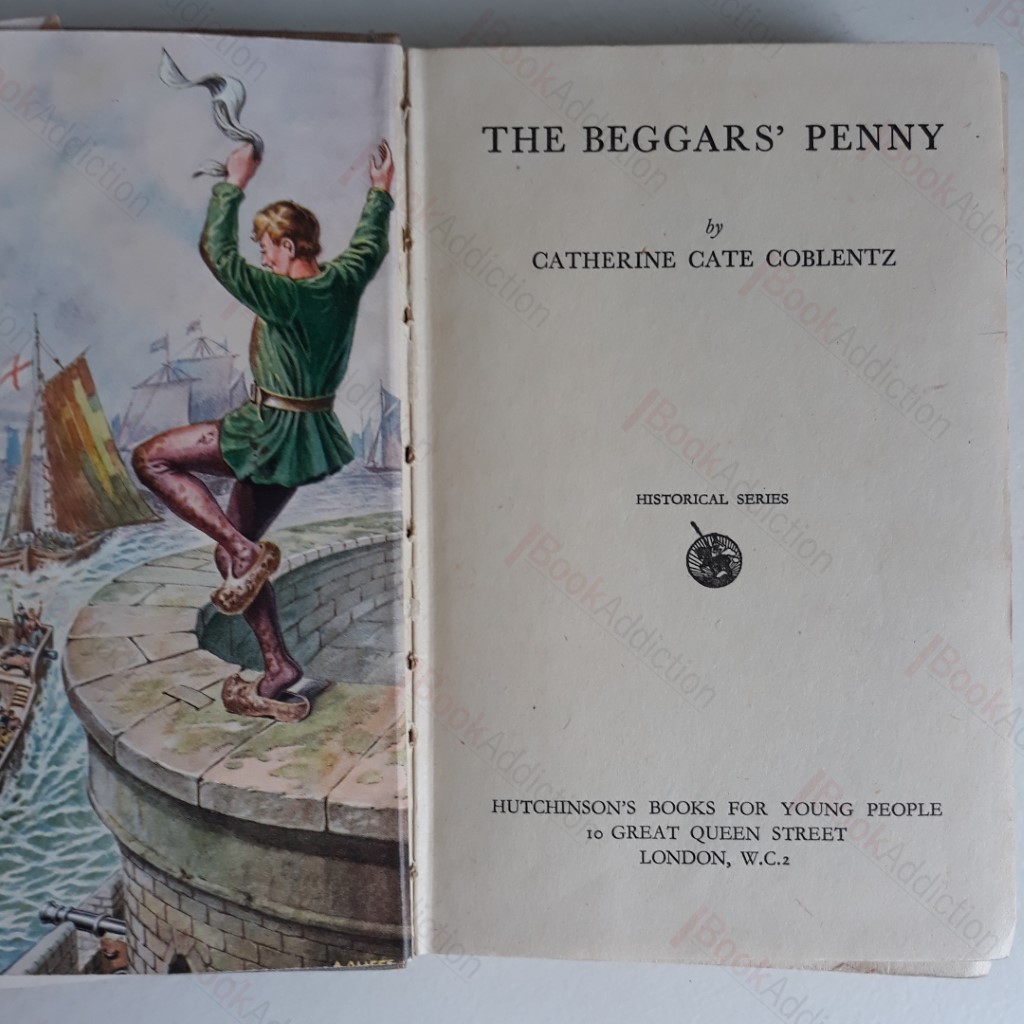 THE BEGGARS' PENNY
by
CATHERINE CATE COBLENTZ
HISTORICAL SERIES
HUTCHINSON'S BOOKS FOR YOUNG PEOPLE
10 GREAT QUEEN STREET
LONDON, W.C.2
BookAddiction